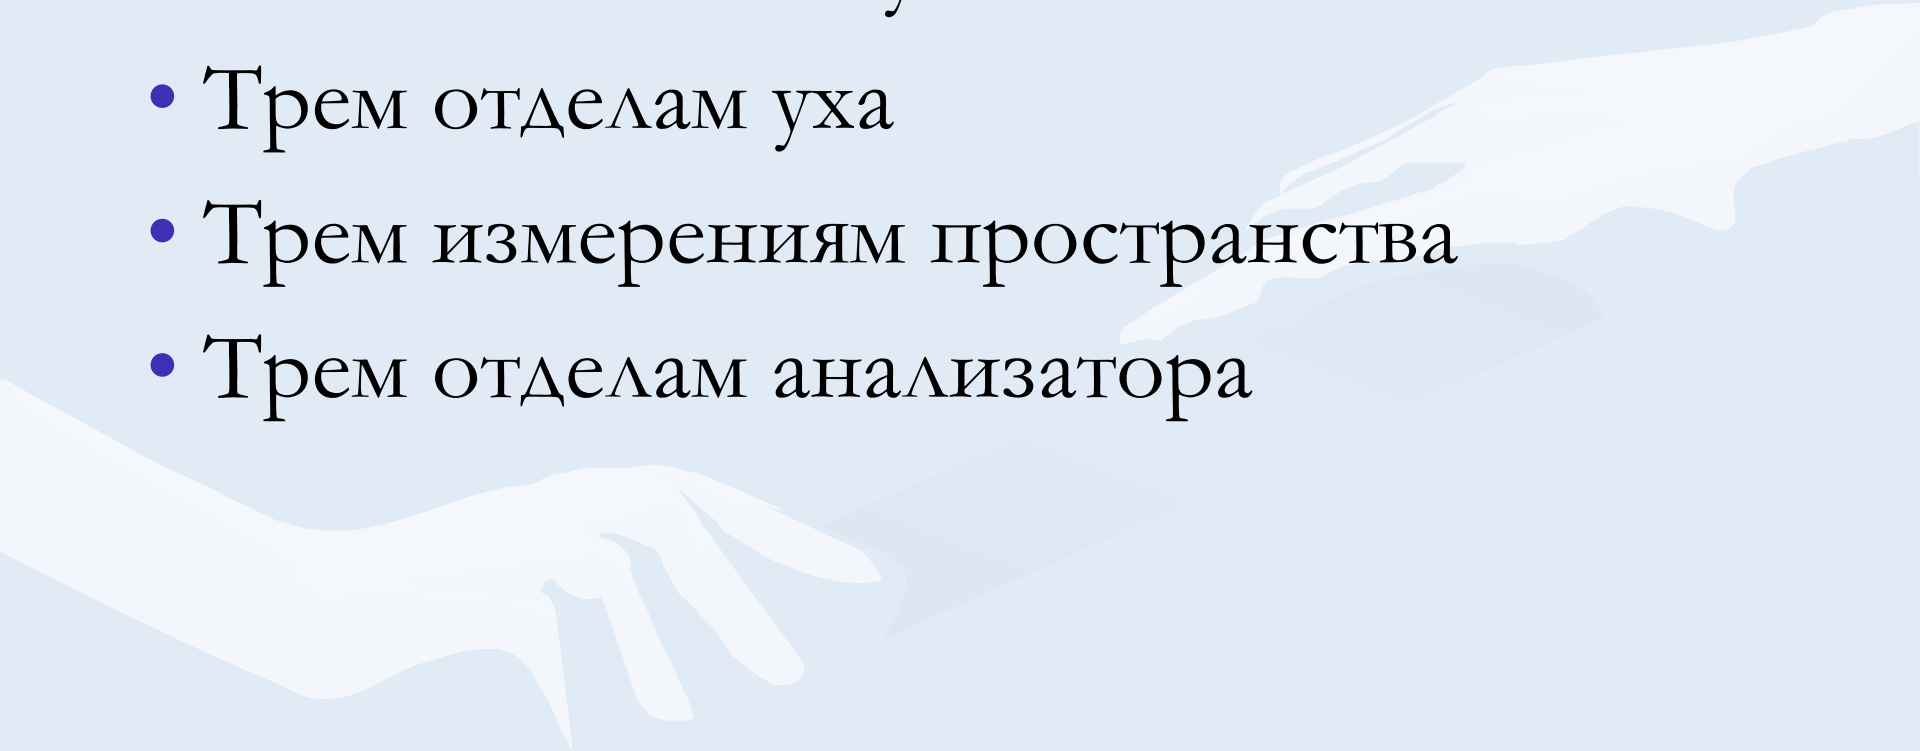 • Трем отделам уха
• Трем измерениям пространства
• Трем отделам анализатора